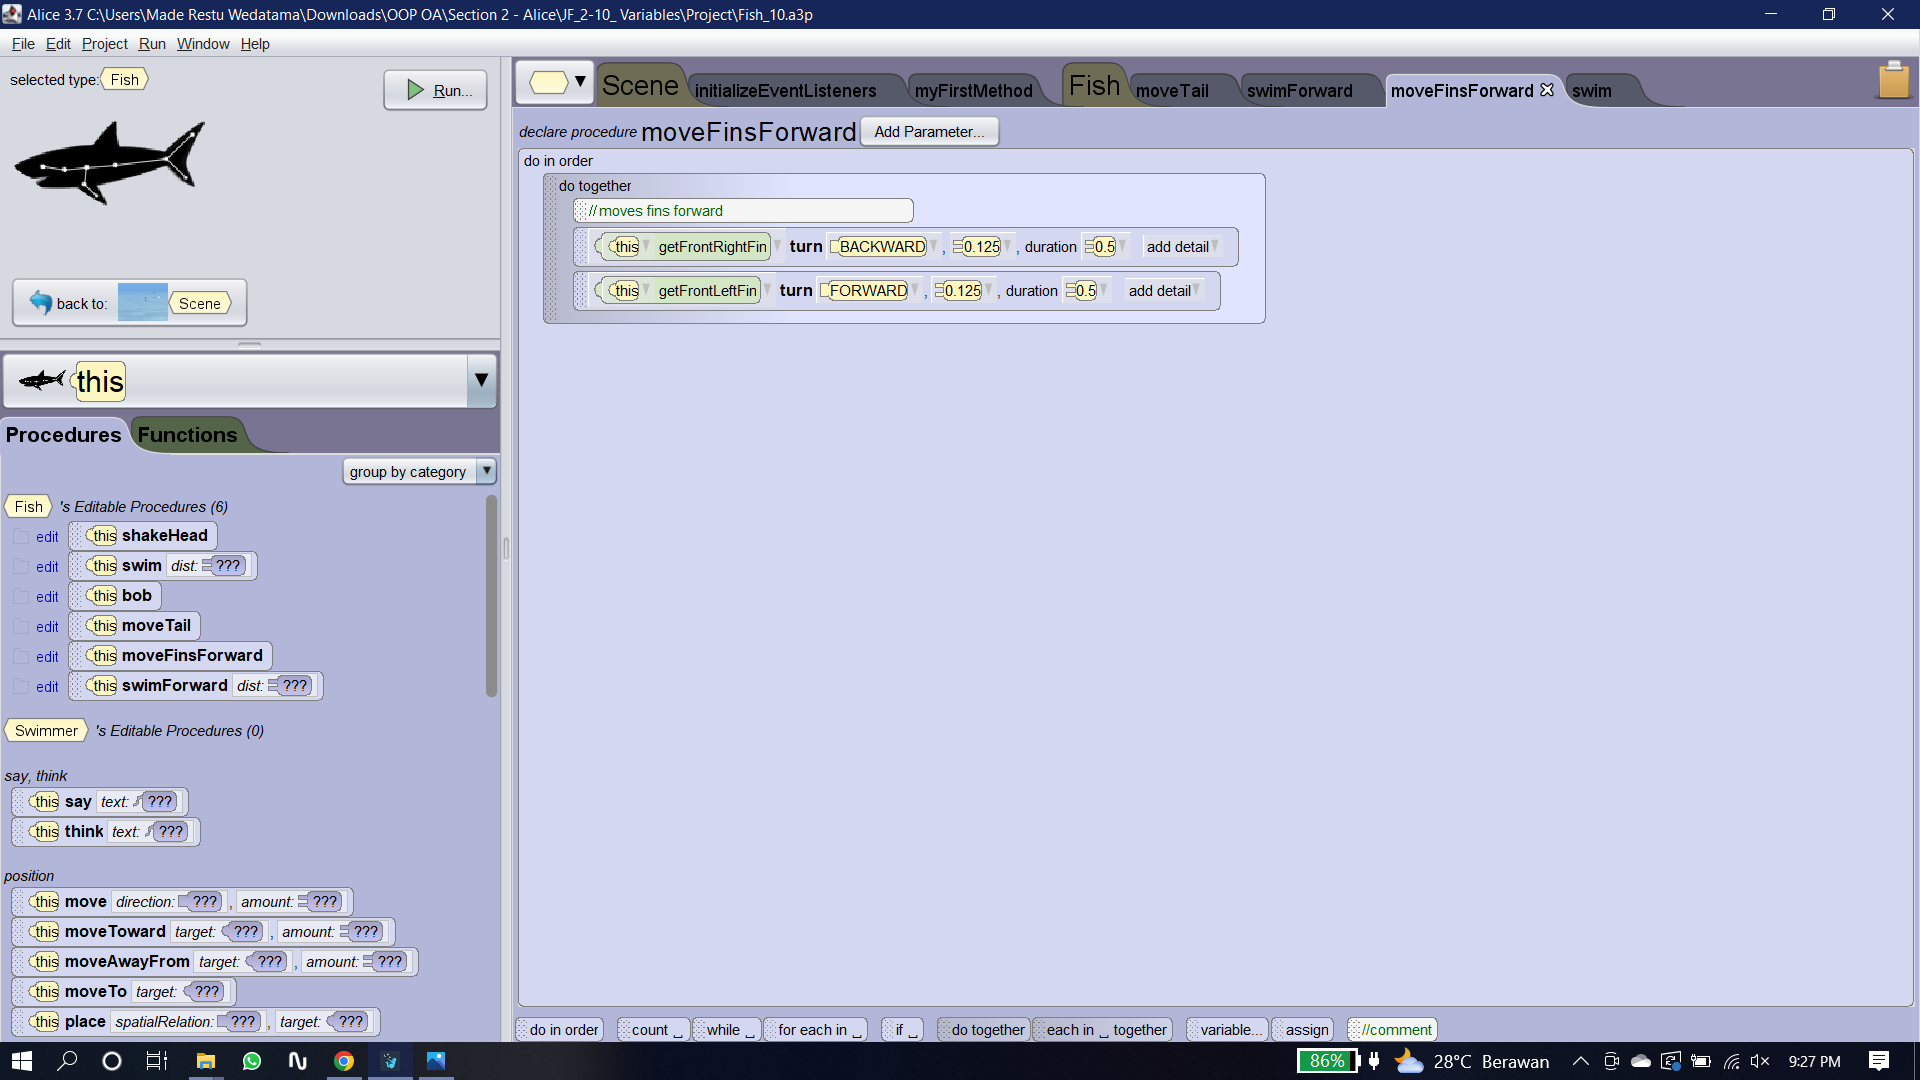 Alice 3.7 C:\Users\Made Restu Wedatama\Downloads\OOP OA\Section 2 - Alice\JF_2-10_ Variables\Project\Fish_10.a3p
File Edit Project Run Window Help
selected type: Fish
Run...
back to: Scene
this
Procedures Functions
group by category
Fish 's Editable Procedures (6)
edit this shakeHead
edit this swim dist: ???
edit this bob
edit this moveTail
edit this moveFinsForward
edit this swimForward dist: ???
Swimmer 's Editable Procedures (0)
say, think
this say text: ???
this think text: ???
position
this move direction: ??? , amount: ???
this moveToward target: ??? , amount: ???
this moveAwayFrom target: ??? , amount: ???
this moveTo target: ???
this place spatialRelation: ??? , target: ???
Scene initializeEventListeners myFirstMethod Fish moveTail swimForward moveFinsForward swim
declare procedure moveFinsForward Add Parameter...
do in order
do together
//moves fins forward
this getFrontRightFin turn BACKWARD , 0.125 , duration 0.5 add detail
this getFrontLeftFin turn FORWARD , 0.125 , duration 0.5 add detail
do in order count _ while _ for each in _ if _ do together each in _ together variable... assign //comment
86% 28°C Berawan 9:27 PM